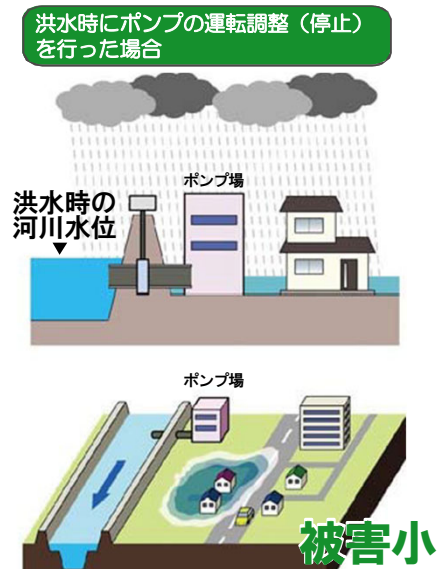 洪水時にポンプの運転調整（停止）
を行った場合
ポンプ場
洪水時の
河川水位
ポンプ場
被害小